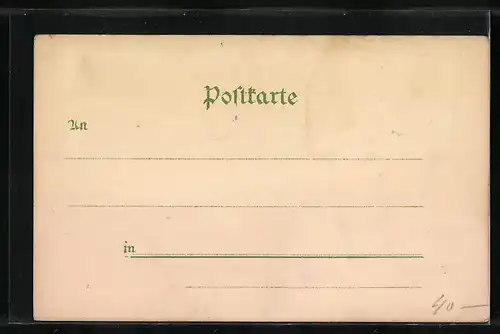 Postkarte
An
in
40 —